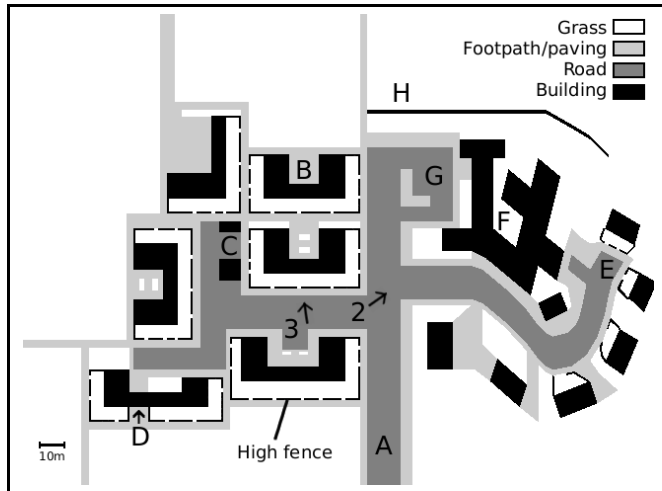 Grass
Footpath/paving
Road
Building
H
B
G
F
C
E
2
3
D
A
High fence
10m